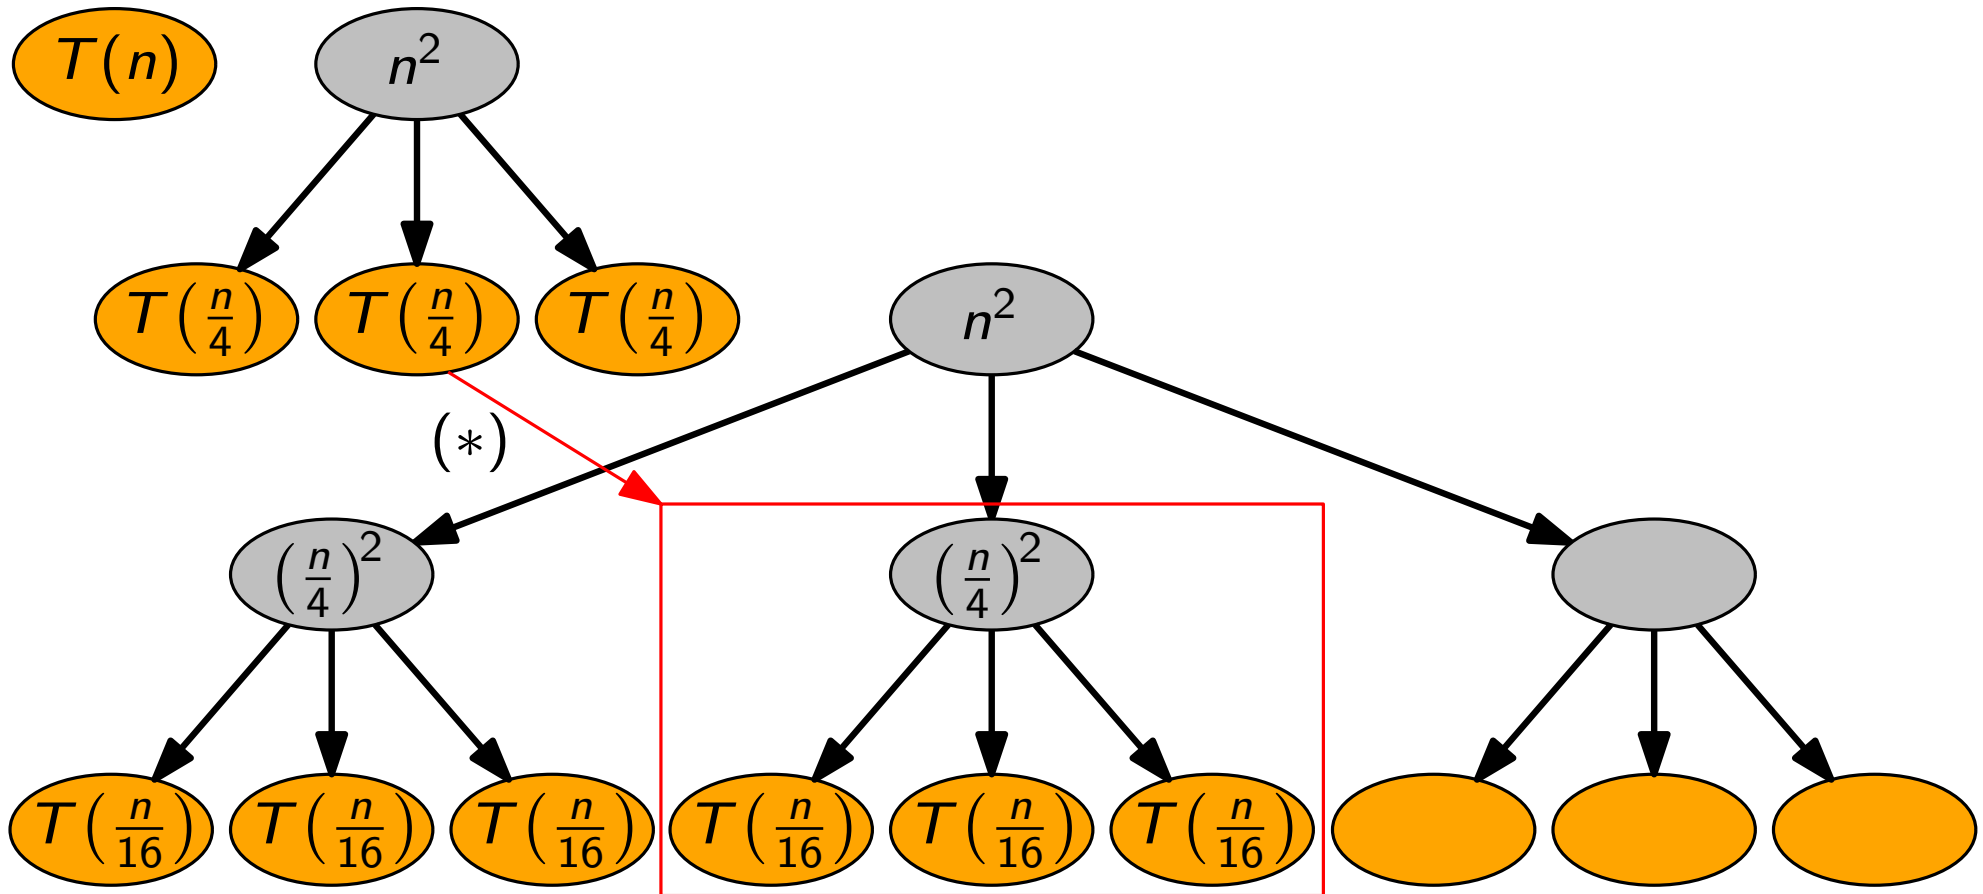 T(n) n²
T(n/4) T(n/4) T(n/4) n²
(*)
(n/4)² (n/4)²
T(n/16) T(n/16) T(n/16) T(n/16) T(n/16) T(n/16)